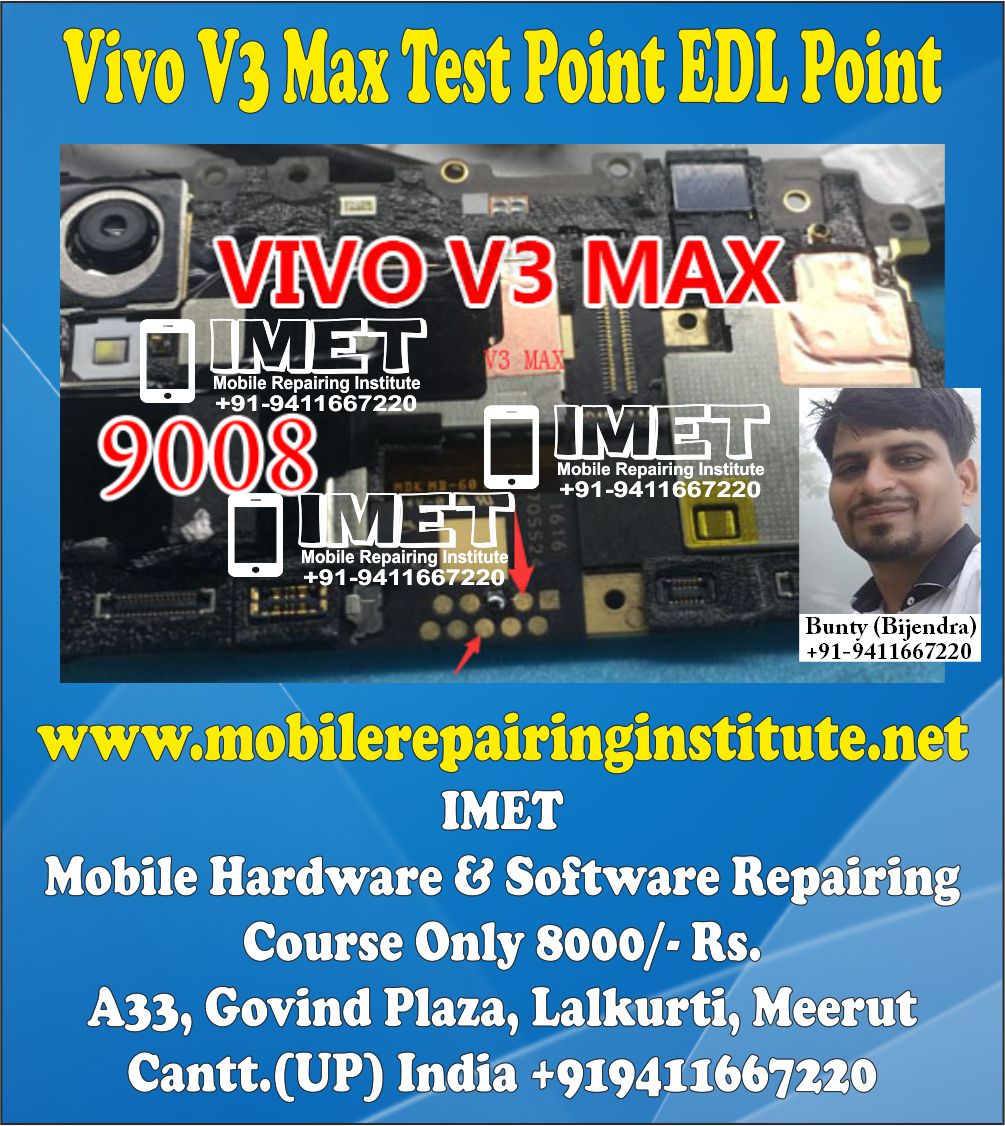 Vivo V3 Max Test Point EDL Point
VIVO V3 MAX
IMET
Mobile Repairing Institute
+91-9411667220
V3 MAX
9008
IMET
Mobile Repairing Institute
+91-9411667220
IMET
Mobile Repairing Institute
+91-9411667220
Bunty (Bijendra)
+91-9411667220
www.mobilerepairinginstitute.net
IMET
Mobile Hardware & Software Repairing
Course Only 8000/- Rs.
A33, Govind Plaza, Lalkurti, Meerut
Cantt.(UP) India +919411667220